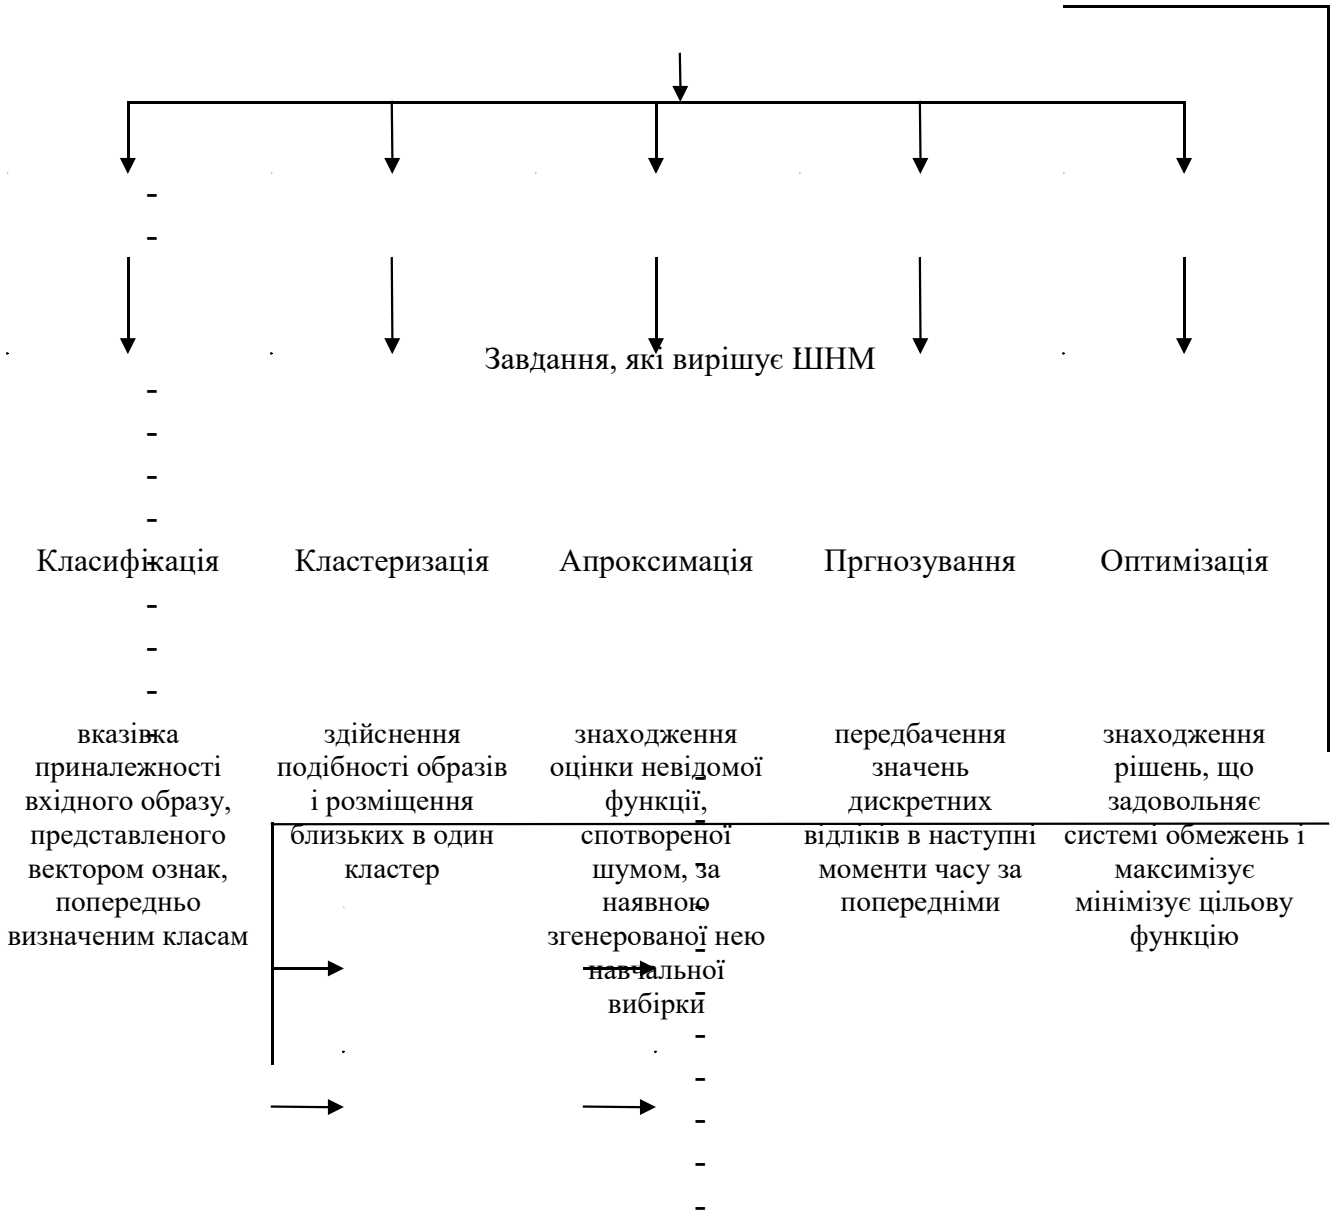 Завдання, які вирішує ШНМ
Класифікація
Кластеризація
Апроксимація
Пргнозування
Оптимізація
вказівка
приналежності
вхідного образу,
представленого
вектором ознак,
попередньо
визначеним класам
здійснення
подібності образів
і розміщення
близьких в один
кластер
знаходження
оцінки невідомої
функції,
спотвореної
шумом, за
наявною
згенерованої нею
навчальної
вибірки
передбачення
значень
дискретних
відліків в наступні
моменти часу за
попередніми
знаходження
рішень, що
задовольняє
системі обмежень і
максимізує
мінімізує цільову
функцію